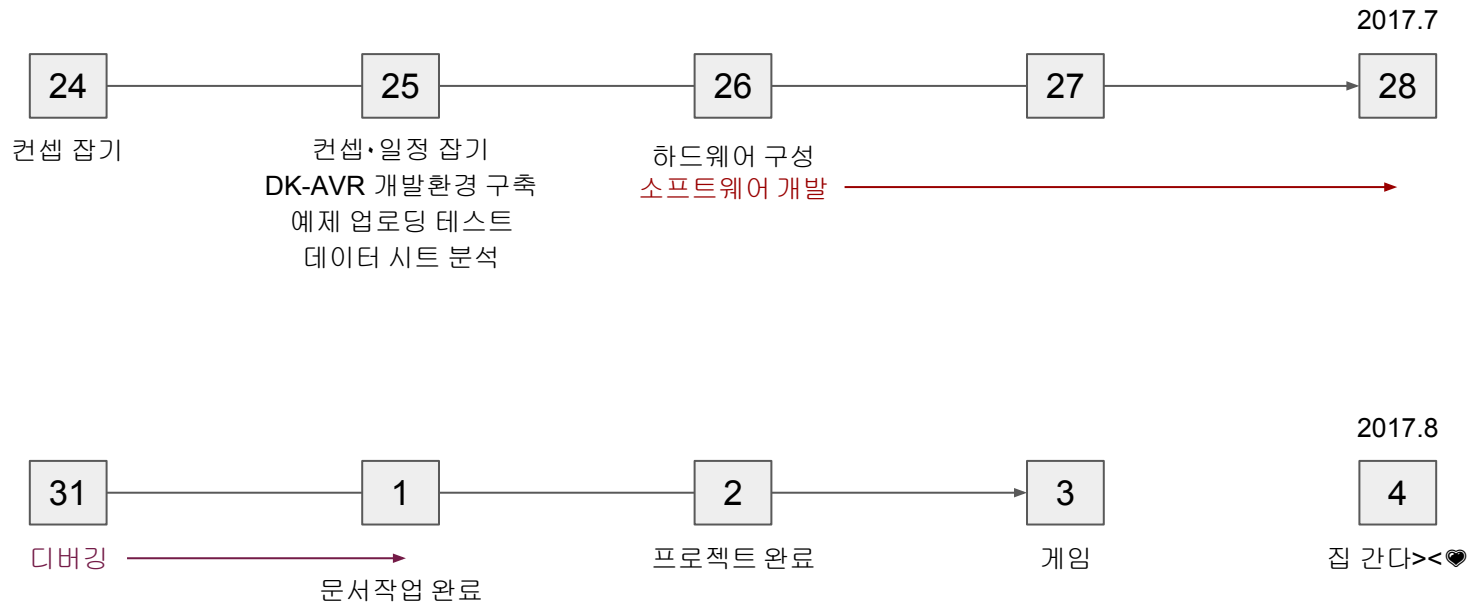 2017.7
24
25
26
27
28
컨셉 잡기
컨셉·일정 잡기
DK-AVR 개발환경 구축
예제 업로딩 테스트
데이터 시트 분석
하드웨어 구성
소프트웨어 개발
2017.8
31
1
2
3
4
디버깅
문서작업 완료
프로젝트 완료
게임
집 간다><💗